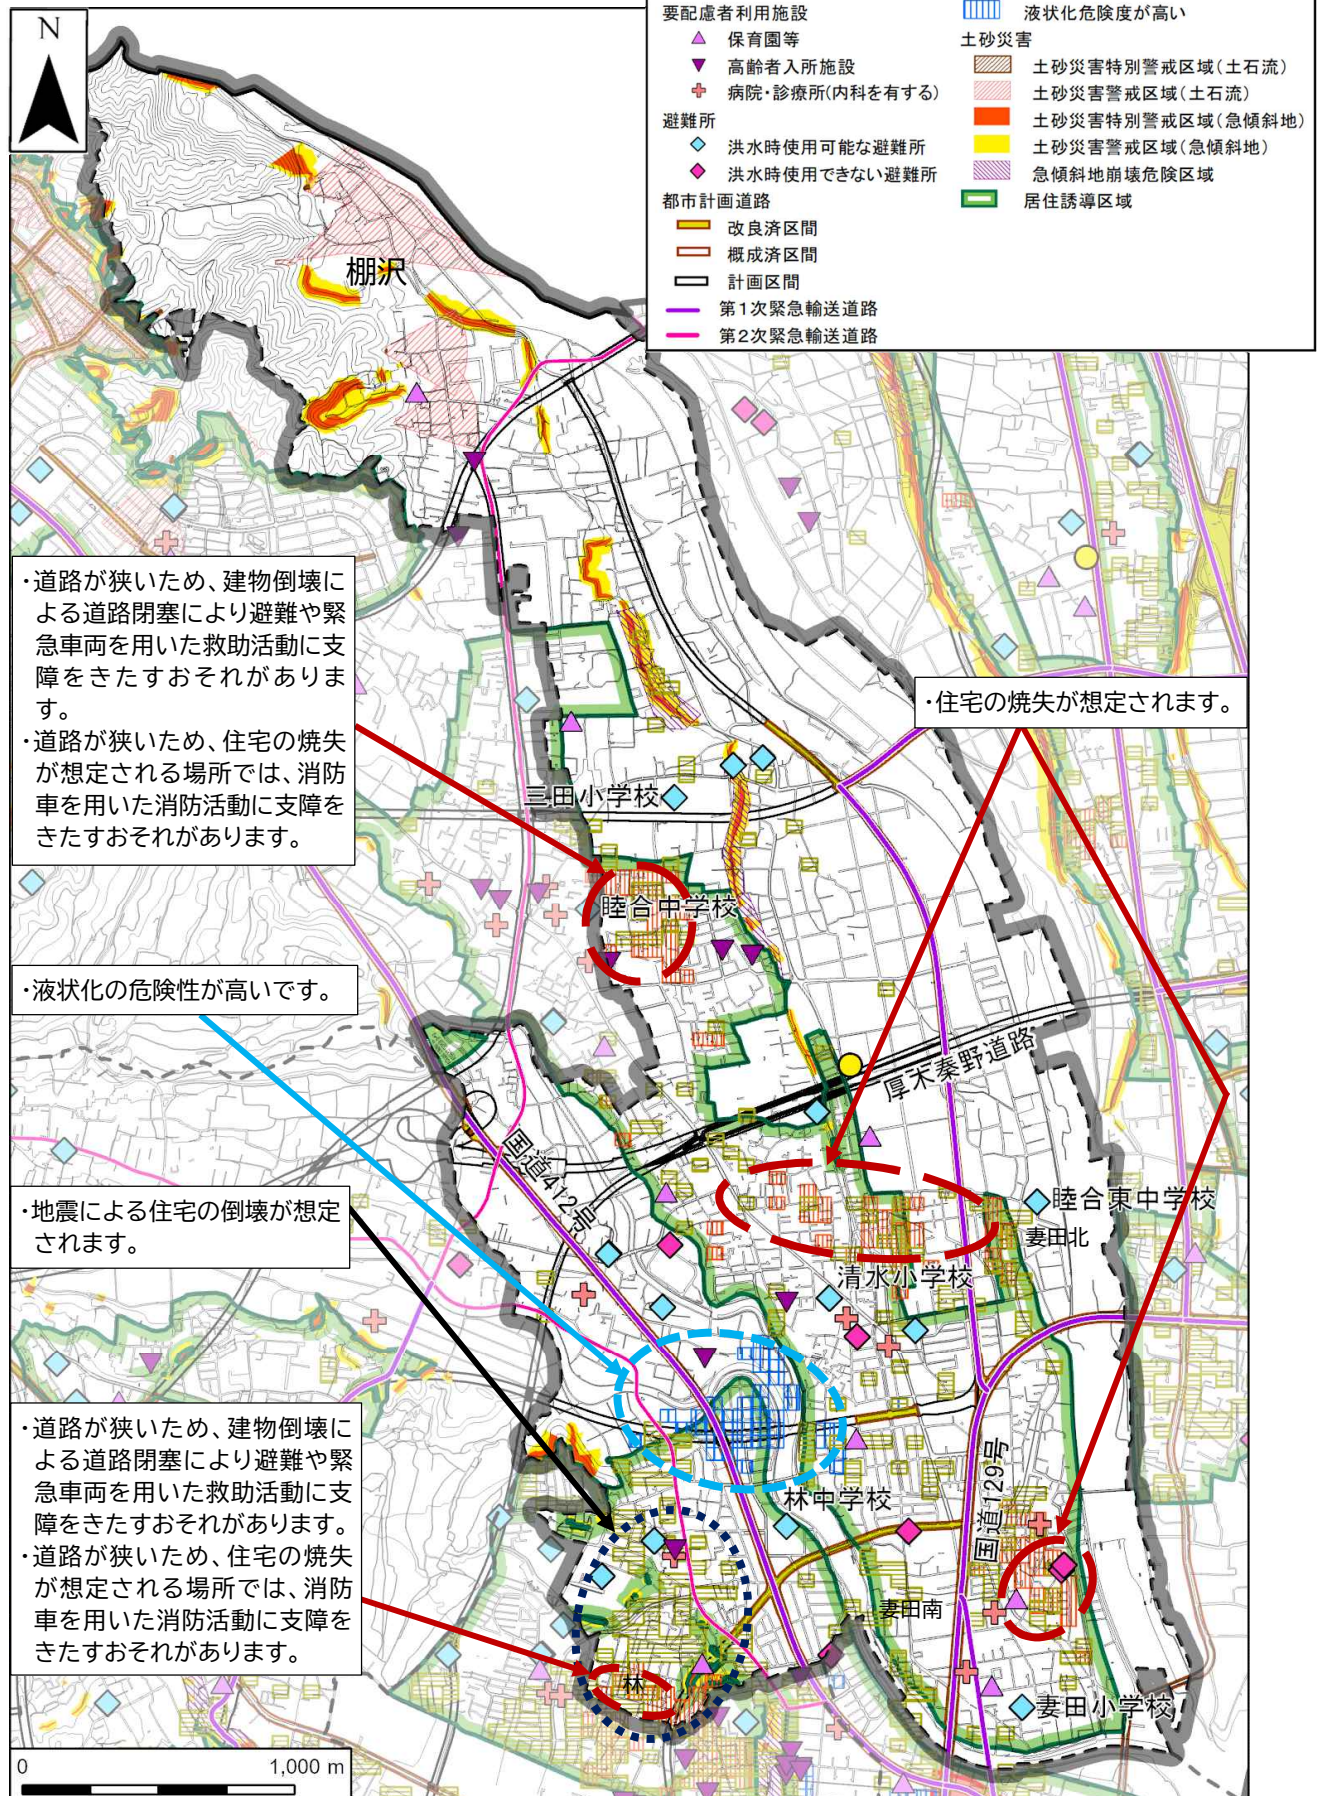 N
要配慮者利用施設
保育園等
高齢者入所施設
病院・診療所(内科を有する)
避難所
洪水時使用可能な避難所
洪水時使用できない避難所
都市計画道路
改良済区間
概成済区間
計画区間
第1次緊急輸送道路
第2次緊急輸送道路
液状化危険度が高い
土砂災害
土砂災害特別警戒区域(土石流)
土砂災害警戒区域(土石流)
土砂災害特別警戒区域(急傾斜地)
土砂災害警戒区域(急傾斜地)
急傾斜地崩壊危険区域
居住誘導区域
棚沢
・道路が狭いため、建物倒壊に
よる道路閉塞により避難や緊
急車両を用いた救助活動に支
障をきたすおそれがありま
す。
・道路が狭いため、住宅の焼失
が想定される場所では、消防
車を用いた消防活動に支障を
きたすおそれがあります。
・住宅の焼失が想定されます。
三田小学校
睦合中学校
・液状化の危険性が高いです。
厚木秦野道路
国道412号
・地震による住宅の倒壊が想定
されます。
睦合東中学校
妻田北
清水小学校
・道路が狭いため、建物倒壊に
よる道路閉塞により避難や緊
急車両を用いた救助活動に支
障をきたすおそれがあります。
・道路が狭いため、住宅の焼失
が想定される場所では、消防
車を用いた消防活動に支障を
きたすおそれがあります。
林中学校
国道129号
妻田南
林
妻田小学校
0 1,000 m